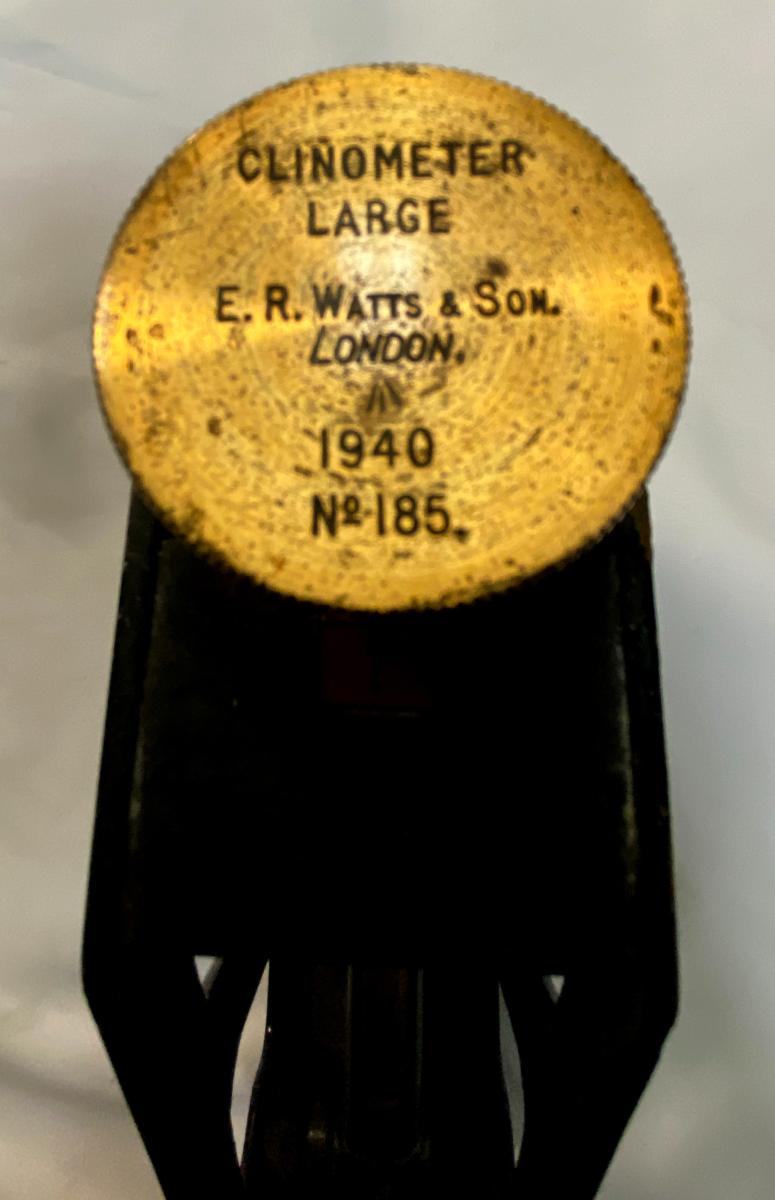 CLINOMETER
LARGE
E. R. WATTS & SON.
LONDON.
1940
Nº 185.